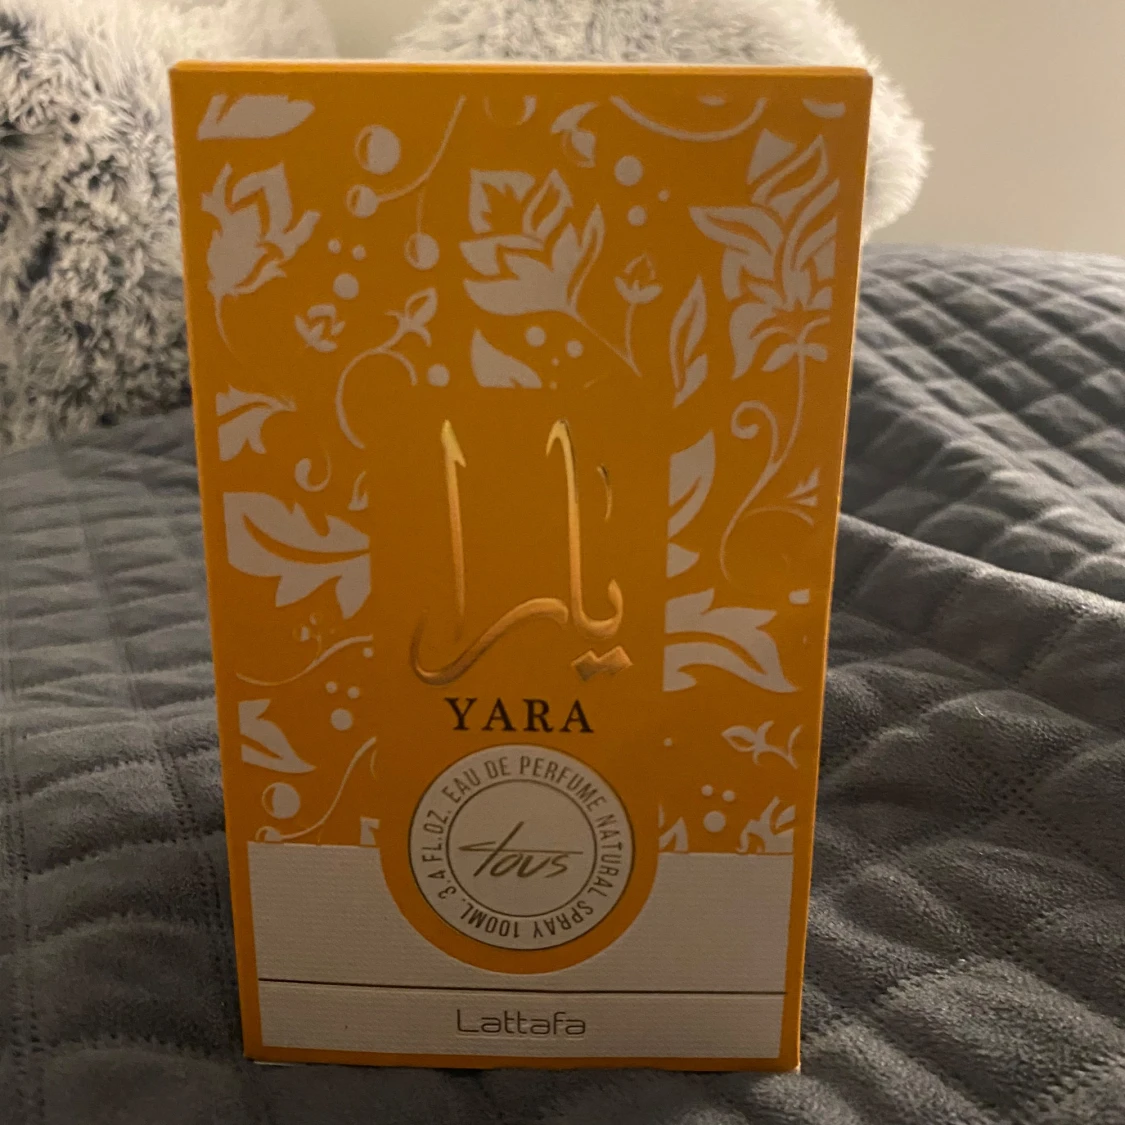 يارا
YARA
EAU DE PERFUME NATURAL SPRAY 100ML. 3.4 FL.OZ.
tous
Lattafa